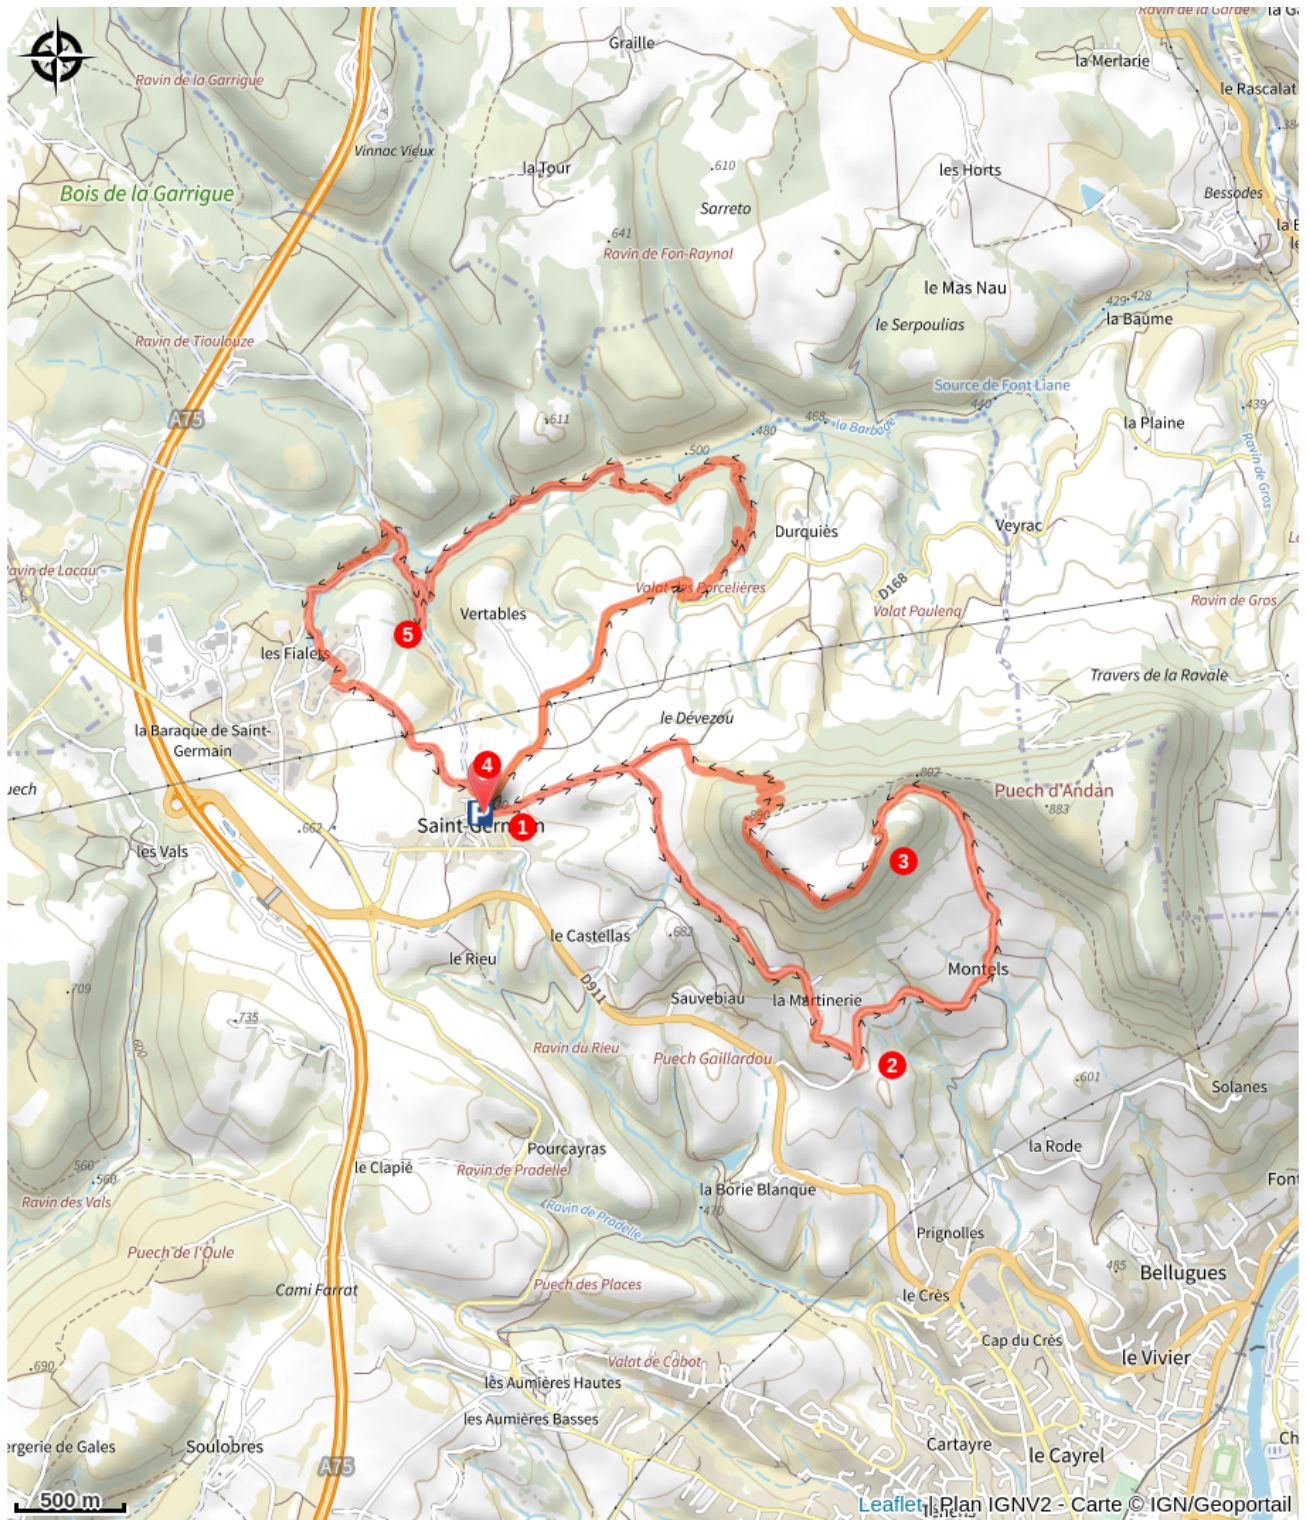 Ravin de la Garde
Graille
la Merlarie
Ravin de la Garrigue
le Rascalat
Vinnac Vieux
la Tour
.610
les Horts
Bois de la Garrigue
Sarreto
Bessodes
.641
Ravin de Fon-Raynal
le Mas Nau
429
.428
le Serpoulias
la Baume
Ravin de Tioulouze
Source de Font Liane
440
.439
A75
.611
468
la Barbade
la Plaine
.480
.500
Ravin de Gros
Durquiès
Veyrac
Ravin de Lacau
Valat des Porcelières
D168
Vertables
Valat Paulenq
Ravin de Gros
5
les Fialets
Travers de la Ravale
le Dévezou
la Baraque de Saint-
Germain
4
802
Puech d'Andan
.883
Saint-Germain
1
.662
les Vals
3
le Castellas
.682
le Rieu
Montels
.709
D911
Sauvebiau
la Martinerie
.735
600
Ravin du Rieu
Puech Gaillardou
2
.601
Solanes
Pourcayras
la Rode
le Clapié
Ravin de Pradelle
560
.560
la Borie Blanque
Ravin des Vals
Ravin de Pradelle
.470
Prignolles
Puech de l'Oule
485
Bellugues
Cami Farrat
Puech des Places
le Crès
Cap du Crès
.690
Valat de Cabot
le Vivier
les Aumières Hautes
les Aumières Basses
ergerie de Gales
Soulobres
Cartayre
le Cayrel
A75
500 m
Leaflet | Plan IGNV2 - Carte © IGN/Geoportail